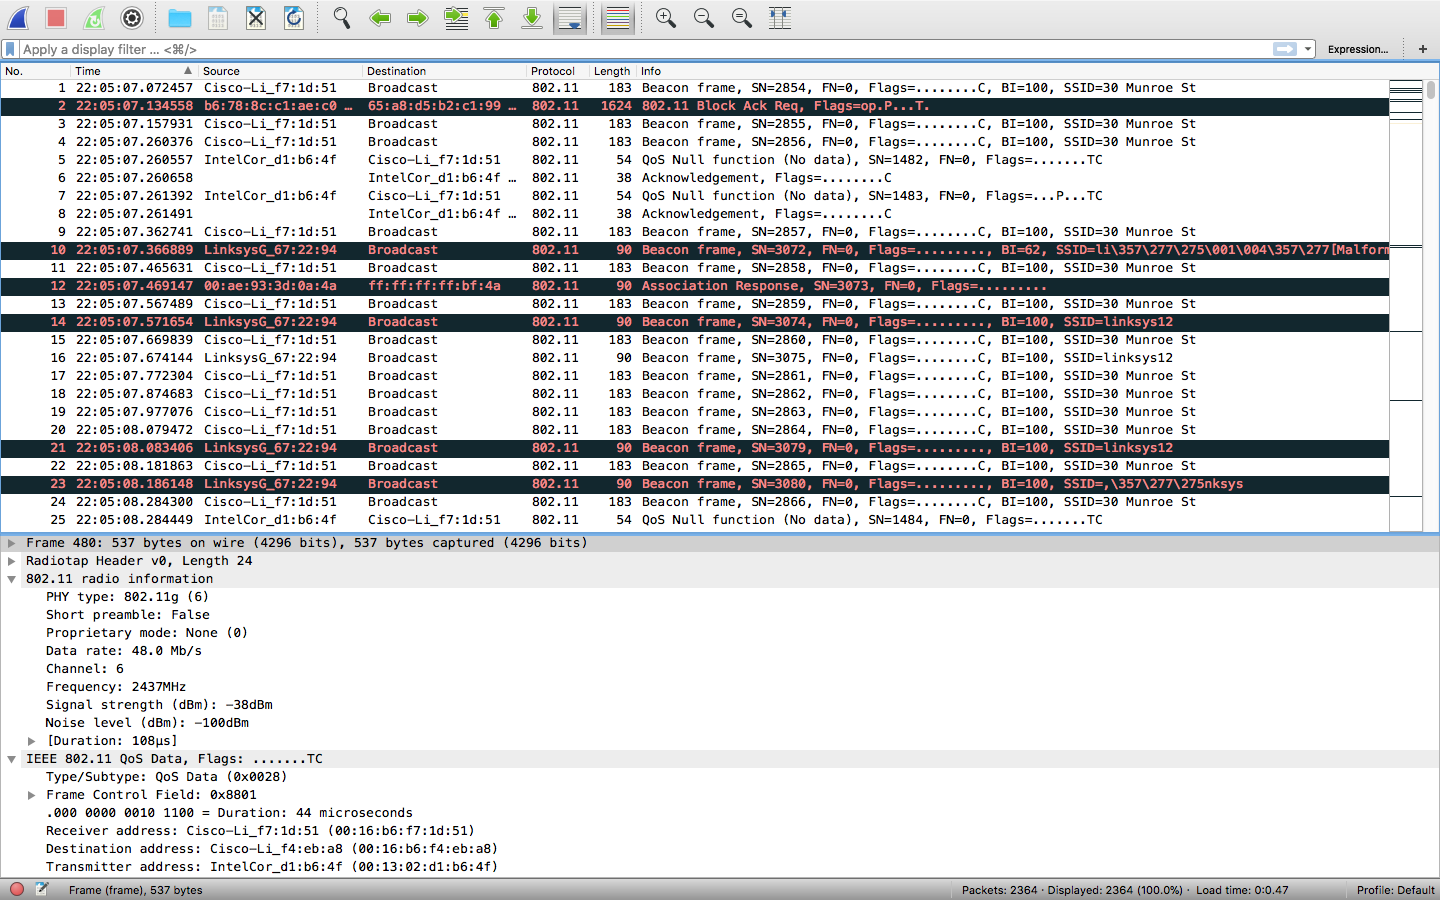 Apply a display filter ... <⌘/>
Expression...
+
No. Time Source Destination Protocol Length Info
1 22:05:07.072457 Cisco-Li_f7:1d:51 Broadcast 802.11 183 Beacon frame, SN=2854, FN=0, Flags=........C, BI=100, SSID=30 Munroe St
2 22:05:07.134558 b6:78:8c:c1:ae:c0 … 65:a8:d5:b2:c1:99 … 802.11 1624 802.11 Block Ack Req, Flags=op.P...T.
3 22:05:07.157931 Cisco-Li_f7:1d:51 Broadcast 802.11 183 Beacon frame, SN=2855, FN=0, Flags=........C, BI=100, SSID=30 Munroe St
4 22:05:07.260376 Cisco-Li_f7:1d:51 Broadcast 802.11 183 Beacon frame, SN=2856, FN=0, Flags=........C, BI=100, SSID=30 Munroe St
5 22:05:07.260557 IntelCor_d1:b6:4f Cisco-Li_f7:1d:51 802.11 54 QoS Null function (No data), SN=1482, FN=0, Flags=.......TC
6 22:05:07.260658 IntelCor_d1:b6:4f … 802.11 38 Acknowledgement, Flags=........C
7 22:05:07.261392 IntelCor_d1:b6:4f Cisco-Li_f7:1d:51 802.11 54 QoS Null function (No data), SN=1483, FN=0, Flags=...P...TC
8 22:05:07.261491 IntelCor_d1:b6:4f … 802.11 38 Acknowledgement, Flags=........C
9 22:05:07.362741 Cisco-Li_f7:1d:51 Broadcast 802.11 183 Beacon frame, SN=2857, FN=0, Flags=........C, BI=100, SSID=30 Munroe St
10 22:05:07.366889 LinksysG_67:22:94 Broadcast 802.11 90 Beacon frame, SN=3072, FN=0, Flags=........., BI=62, SSID=li\357\277\275\001\004\357\277[Malfor
11 22:05:07.465631 Cisco-Li_f7:1d:51 Broadcast 802.11 183 Beacon frame, SN=2858, FN=0, Flags=........C, BI=100, SSID=30 Munroe St
12 22:05:07.469147 00:ae:93:3d:0a:4a ff:ff:ff:ff:bf:4a 802.11 90 Association Response, SN=3073, FN=0, Flags=.........
13 22:05:07.567489 Cisco-Li_f7:1d:51 Broadcast 802.11 183 Beacon frame, SN=2859, FN=0, Flags=........C, BI=100, SSID=30 Munroe St
14 22:05:07.571654 LinksysG_67:22:94 Broadcast 802.11 90 Beacon frame, SN=3074, FN=0, Flags=........., BI=100, SSID=linksys12
15 22:05:07.669839 Cisco-Li_f7:1d:51 Broadcast 802.11 183 Beacon frame, SN=2860, FN=0, Flags=........C, BI=100, SSID=30 Munroe St
16 22:05:07.674144 LinksysG_67:22:94 Broadcast 802.11 90 Beacon frame, SN=3075, FN=0, Flags=........., BI=100, SSID=linksys12
17 22:05:07.772304 Cisco-Li_f7:1d:51 Broadcast 802.11 183 Beacon frame, SN=2861, FN=0, Flags=........C, BI=100, SSID=30 Munroe St
18 22:05:07.874683 Cisco-Li_f7:1d:51 Broadcast 802.11 183 Beacon frame, SN=2862, FN=0, Flags=........C, BI=100, SSID=30 Munroe St
19 22:05:07.977076 Cisco-Li_f7:1d:51 Broadcast 802.11 183 Beacon frame, SN=2863, FN=0, Flags=........C, BI=100, SSID=30 Munroe St
20 22:05:08.079472 Cisco-Li_f7:1d:51 Broadcast 802.11 183 Beacon frame, SN=2864, FN=0, Flags=........C, BI=100, SSID=30 Munroe St
21 22:05:08.083406 LinksysG_67:22:94 Broadcast 802.11 90 Beacon frame, SN=3079, FN=0, Flags=........., BI=100, SSID=linksys12
22 22:05:08.181863 Cisco-Li_f7:1d:51 Broadcast 802.11 183 Beacon frame, SN=2865, FN=0, Flags=........C, BI=100, SSID=30 Munroe St
23 22:05:08.186148 LinksysG_67:22:94 Broadcast 802.11 90 Beacon frame, SN=3080, FN=0, Flags=........., BI=100, SSID=,\357\277\275nksys
24 22:05:08.284300 Cisco-Li_f7:1d:51 Broadcast 802.11 183 Beacon frame, SN=2866, FN=0, Flags=........C, BI=100, SSID=30 Munroe St
25 22:05:08.284449 IntelCor_d1:b6:4f Cisco-Li_f7:1d:51 802.11 54 QoS Null function (No data), SN=1484, FN=0, Flags=.......TC
Frame 480: 537 bytes on wire (4296 bits), 537 bytes captured (4296 bits)
Radiotap Header v0, Length 24
802.11 radio information
PHY type: 802.11g (6)
Short preamble: False
Proprietary mode: None (0)
Data rate: 48.0 Mb/s
Channel: 6
Frequency: 2437MHz
Signal strength (dBm): -38dBm
Noise level (dBm): -100dBm
[Duration: 108µs]
IEEE 802.11 QoS Data, Flags: .......TC
Type/Subtype: QoS Data (0x0028)
Frame Control Field: 0x8801
.000 0000 0010 1100 = Duration: 44 microseconds
Receiver address: Cisco-Li_f7:1d:51 (00:16:b6:f7:1d:51)
Destination address: Cisco-Li_f4:eb:a8 (00:16:b6:f4:eb:a8)
Transmitter address: IntelCor_d1:b6:4f (00:13:02:d1:b6:4f)
Frame (frame), 537 bytes
Packets: 2364 · Displayed: 2364 (100.0%) · Load time: 0:0.47
Profile: Default